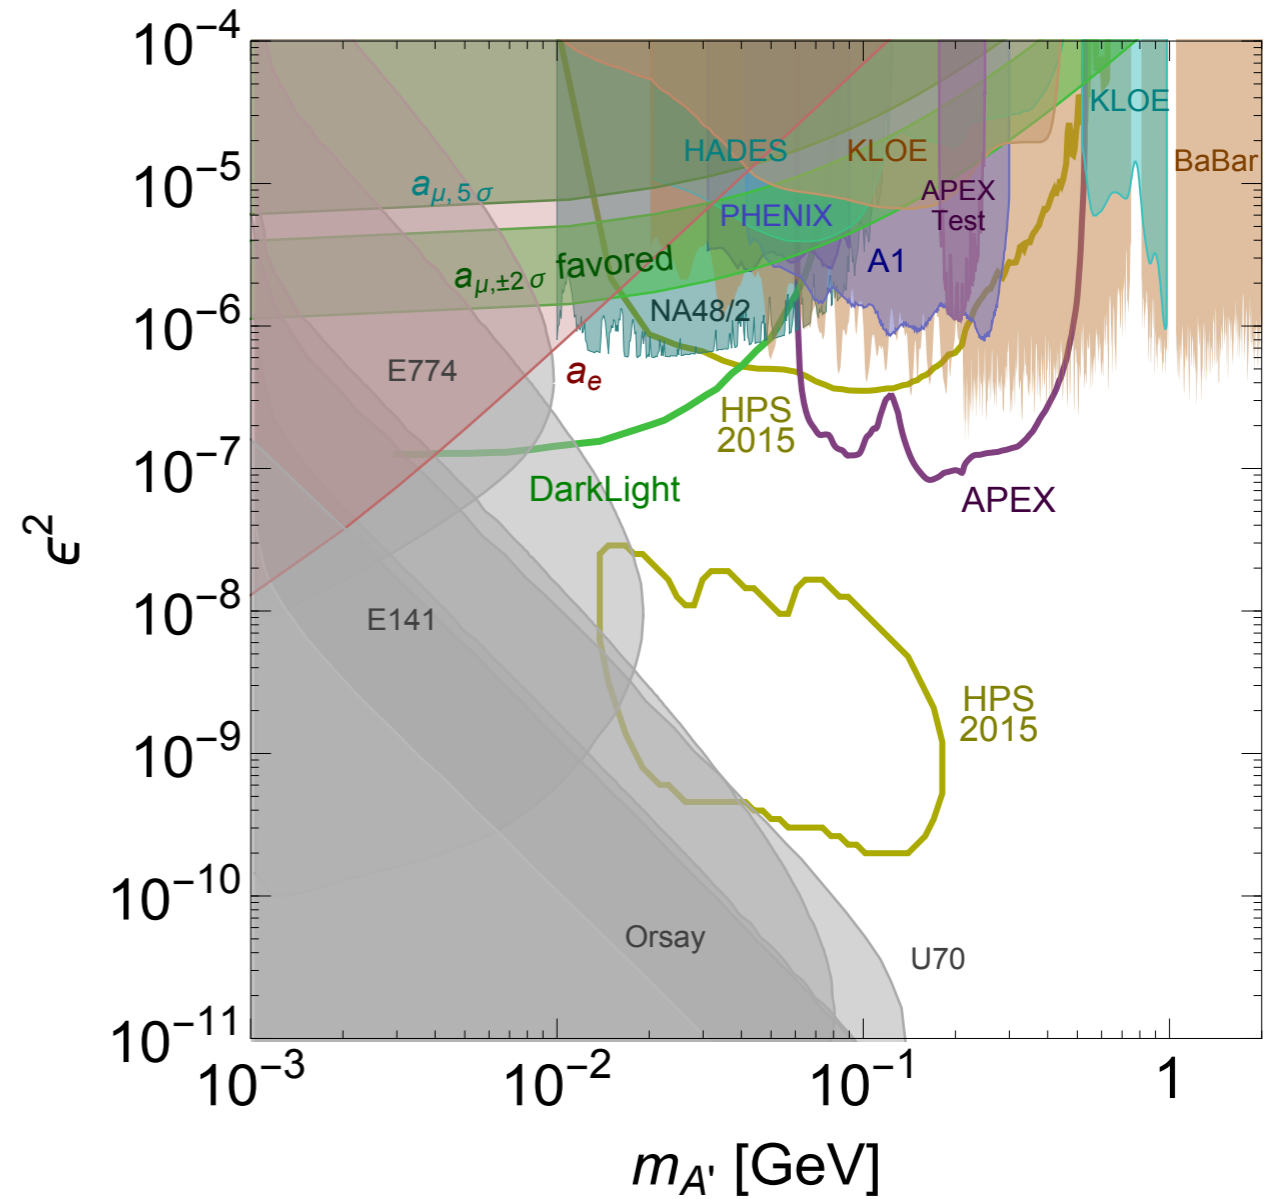 10⁻⁴
10⁻⁵
10⁻⁶
10⁻⁷
10⁻⁸
10⁻⁹
10⁻¹⁰
10⁻¹¹
ϵ²
10⁻³
10⁻²
10⁻¹
1
m_A' [GeV]
KLOE
HADES
KLOE
BaBar
a_μ, 5 σ
APEX
Test
PHENIX
A1
a_μ,±2 σ favored
NA48/2
E774
a_e
HPS
2015
DarkLight
APEX
E141
HPS
2015
Orsay
U70